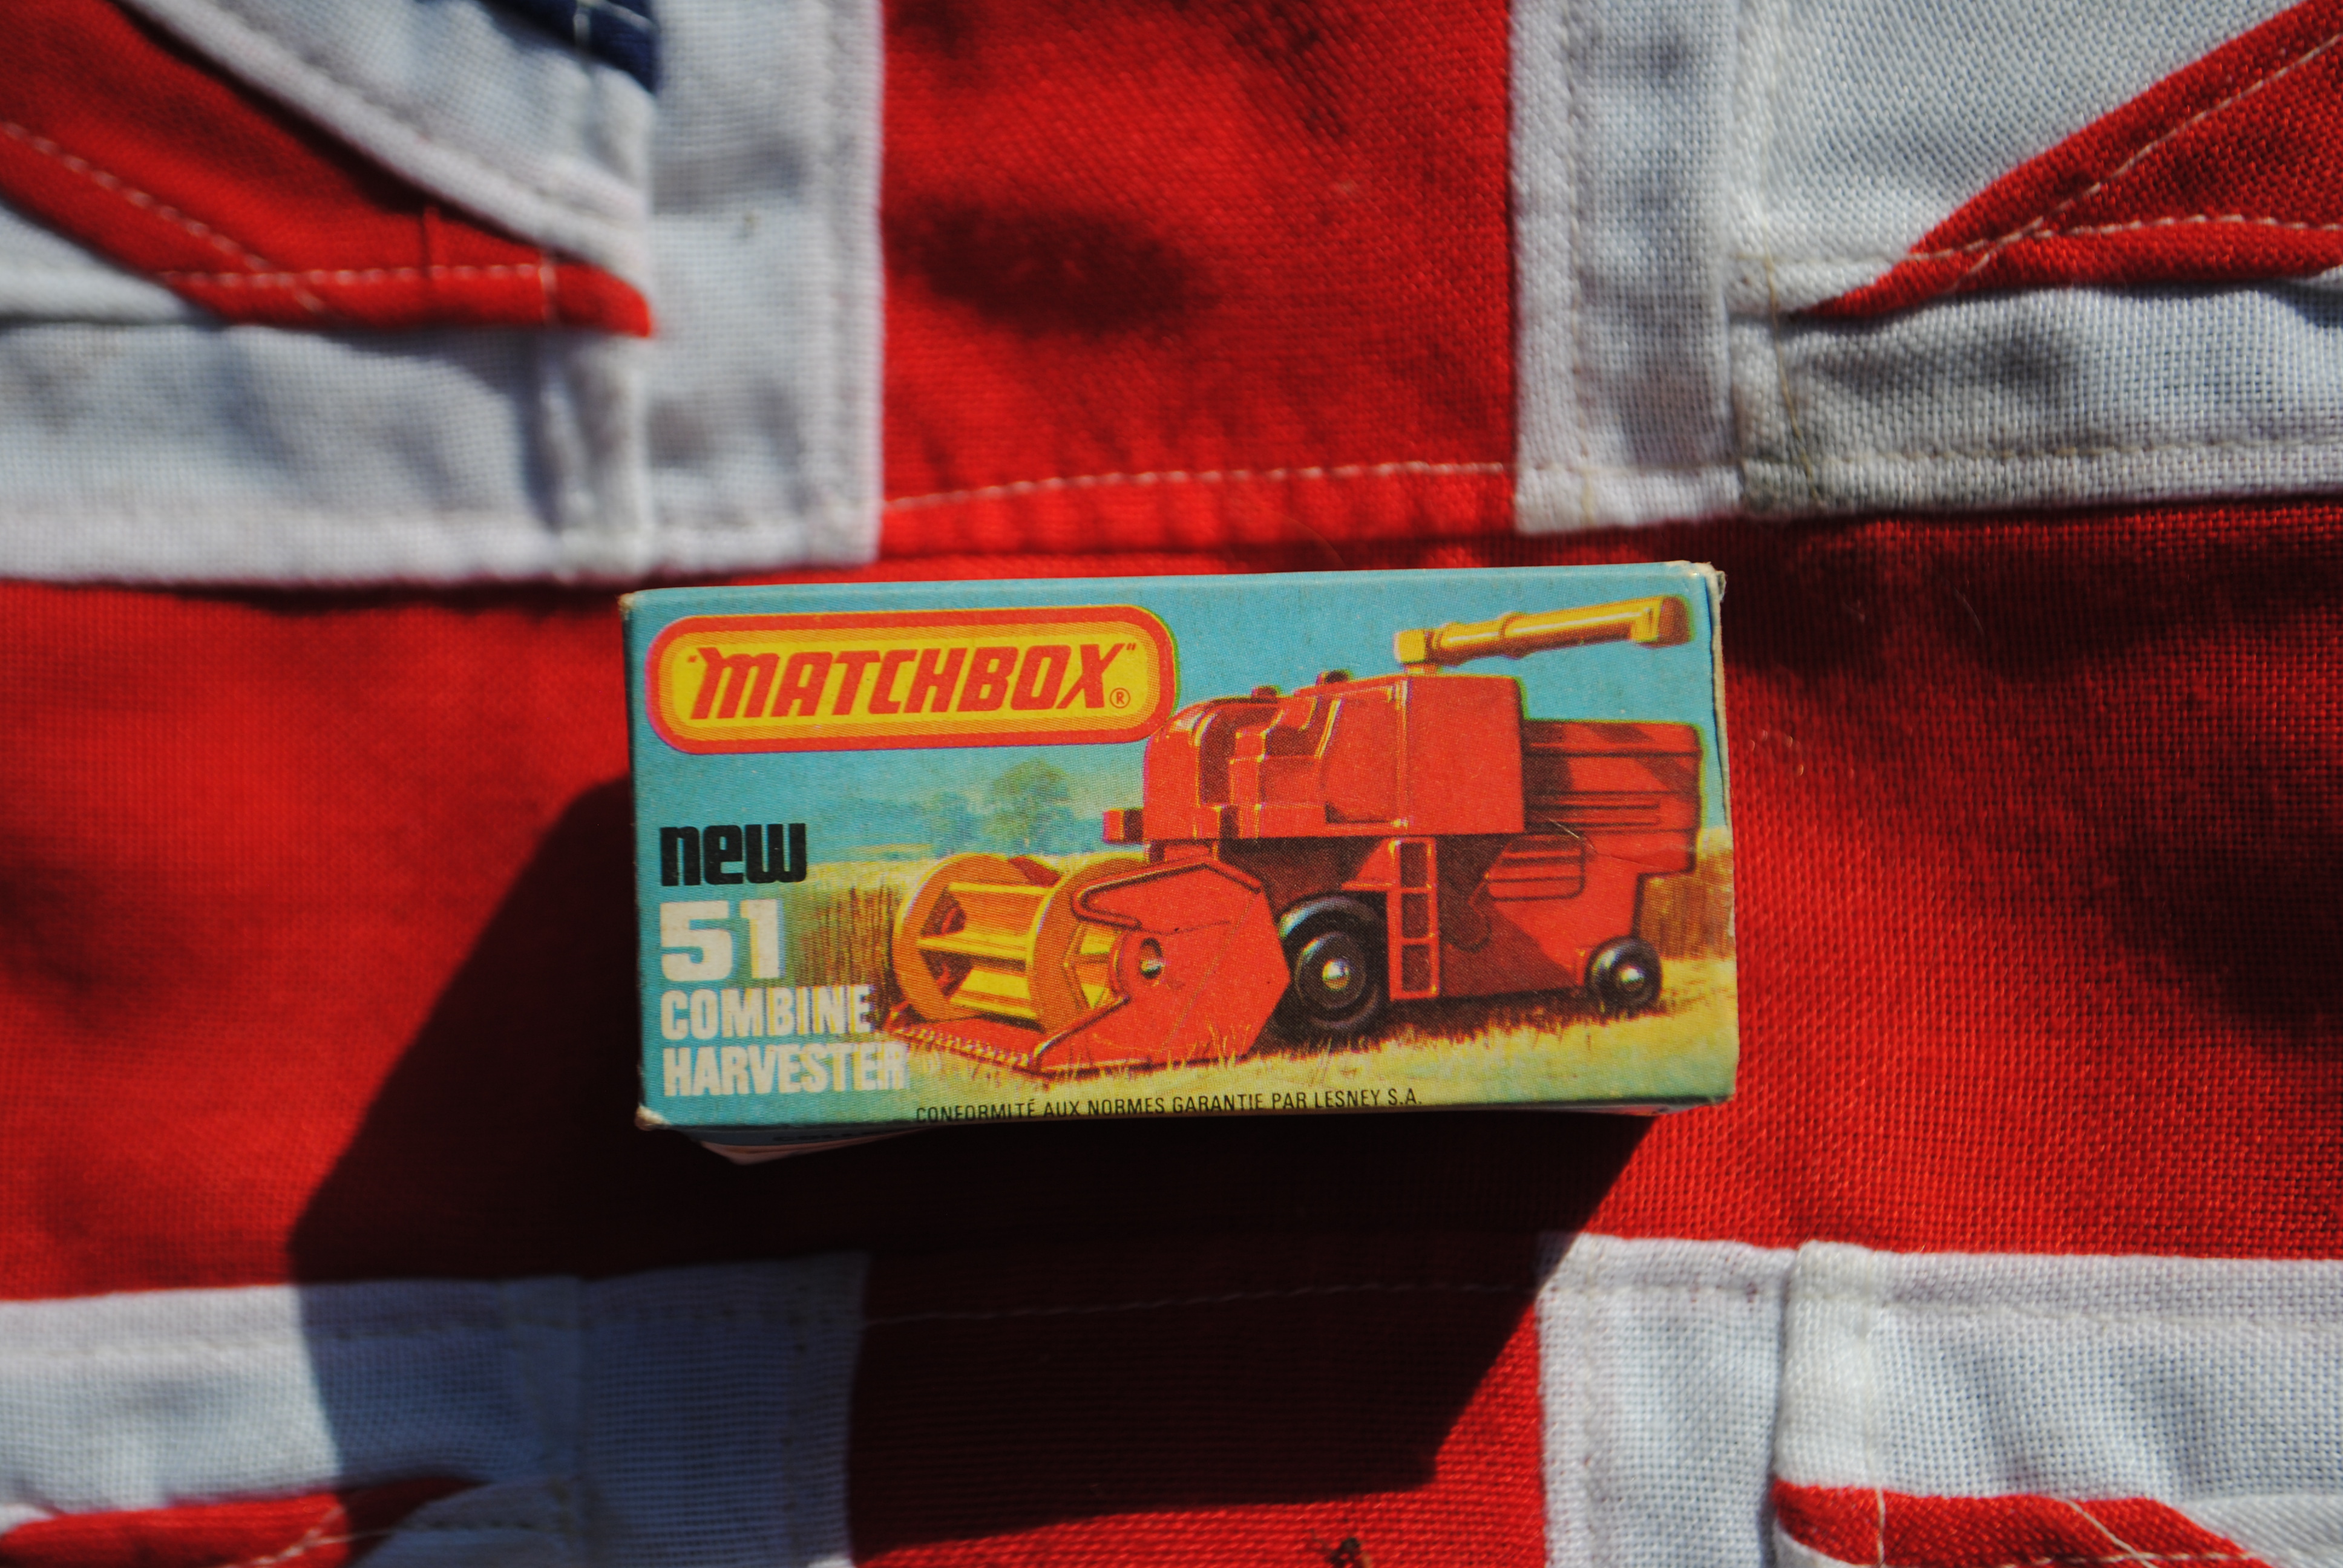 "MATCHBOX"®
new
51
COMBINE
HARVESTER
CONFORMITÉ AUX NORMES GARANTIE PAR LESNEY S.A.